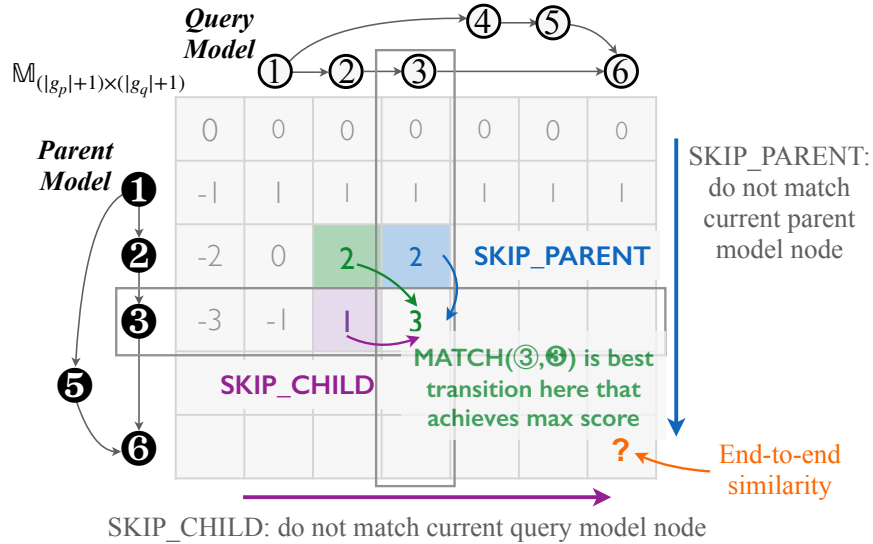 Query
Model
④ ⑤
① ② ③ ⑥
𝕄(|g_p|+1)×(|g_q|+1)
0 0 0 0 0 0 0
Parent
Model
❶ -1 1 1 1 1 1 1
SKIP_PARENT:
do not match
current parent
model node
❷ -2 0 2 2 SKIP_PARENT
❸ -3 -1 1 3
MATCH(③,❸) is best
transition here that
achieves max score
❺ SKIP_CHILD
❻ ?
End-to-end
similarity
SKIP_CHILD: do not match current query model node